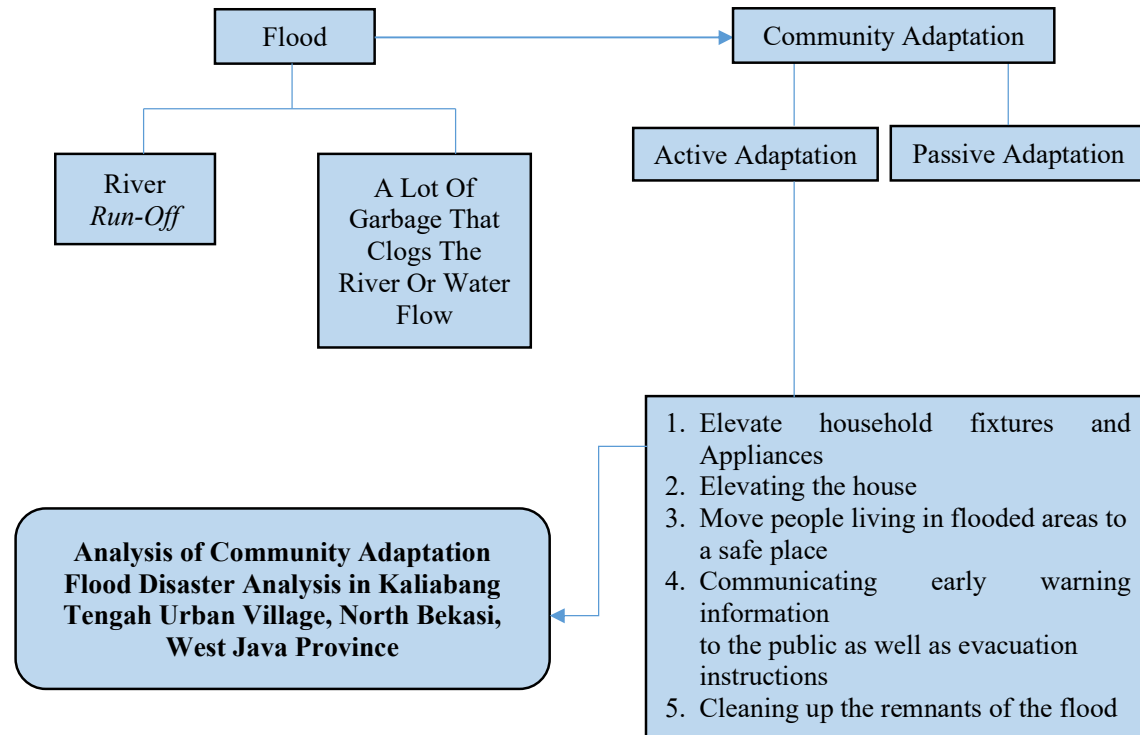 Flood
Community Adaptation
River
Run-Off
A Lot Of
Garbage That
Clogs The
River Or Water
Flow
Active Adaptation
Passive Adaptation
1. Elevate household fixtures and
Appliances
2. Elevating the house
3. Move people living in flooded areas to
a safe place
4. Communicating early warning
information
to the public as well as evacuation
instructions
5. Cleaning up the remnants of the flood
Analysis of Community Adaptation
Flood Disaster Analysis in Kaliabang
Tengah Urban Village, North Bekasi,
West Java Province